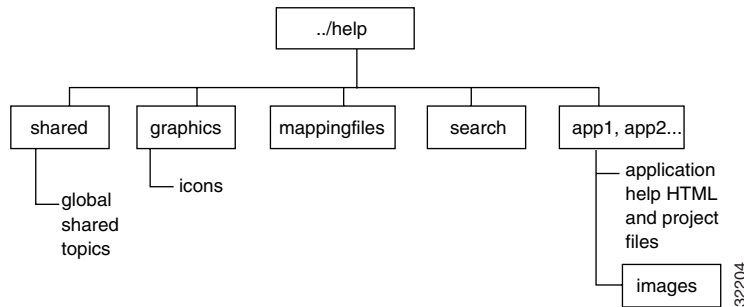 ../help
shared
graphics
mappingfiles
search
app1, app2...
global
shared
topics
icons
application
help HTML
and project
files
images
32204